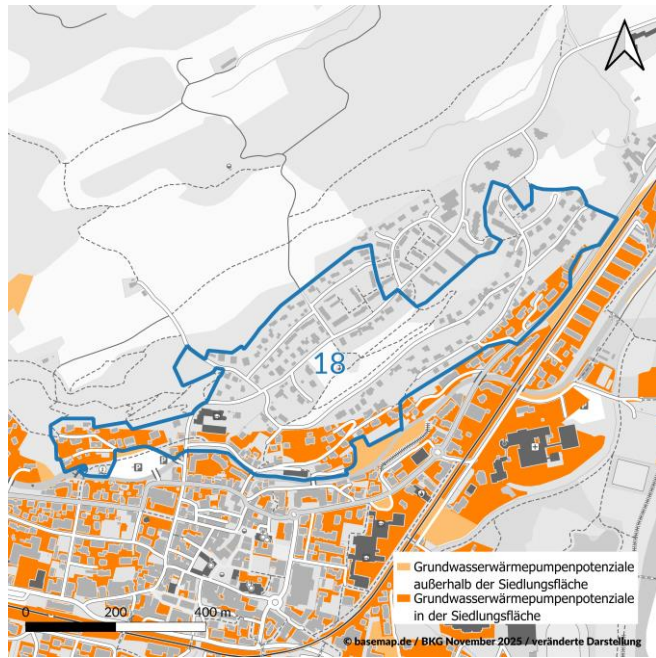 18
P
P
Grundwasserwärmepumpenpotenziale
außerhalb der Siedlungsfläche
Grundwasserwärmepumpenpotenziale
in der Siedlungsfläche
0 200 400 m
© basemap.de / BKG November 2025 / veränderte Darstellung